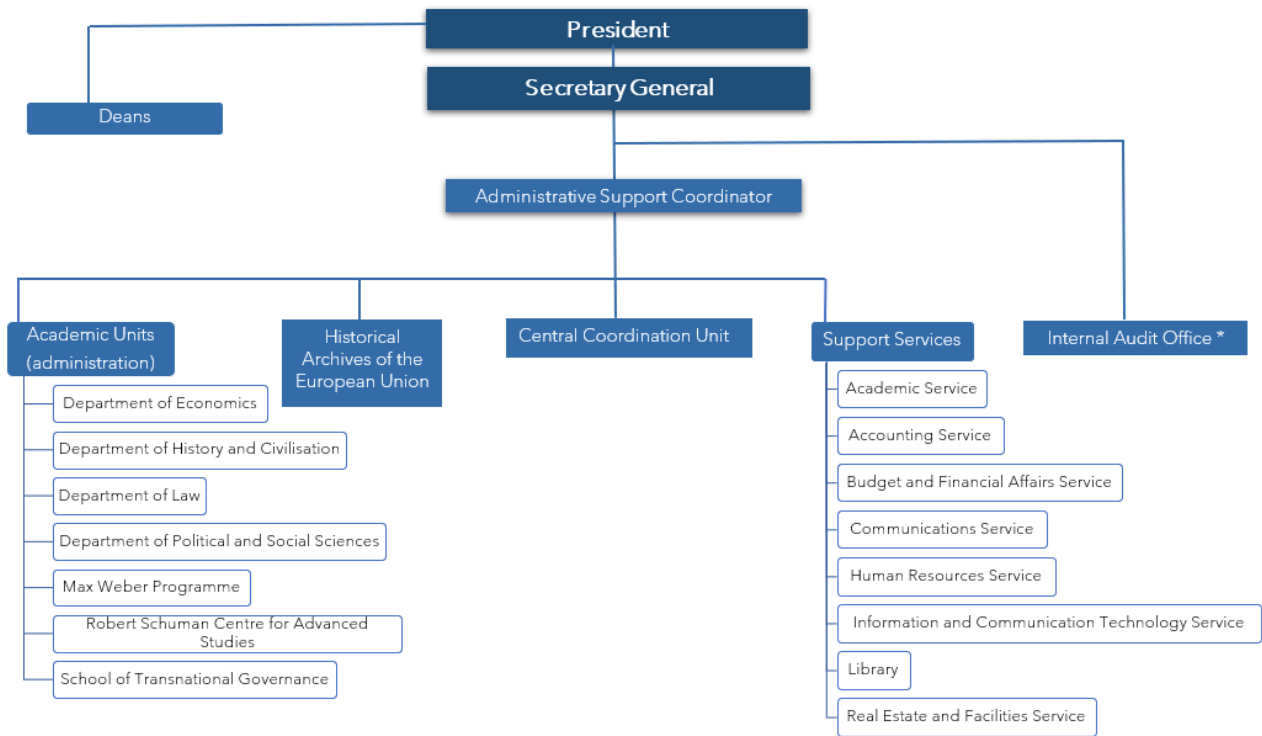 President
Secretary General
Deans
Administrative Support Coordinator
Academic Units
(administration)
Historical
Archives of the
European Union
Central Coordination Unit
Support Services
Internal Audit Office *
Department of Economics
Department of History and Civilisation
Department of Law
Department of Political and Social Sciences
Max Weber Programme
Robert Schuman Centre for Advanced
Studies
School of Transnational Governance
Academic Service
Accounting Service
Budget and Financial Affairs Service
Communications Service
Human Resources Service
Information and Communication Technology Service
Library
Real Estate and Facilities Service